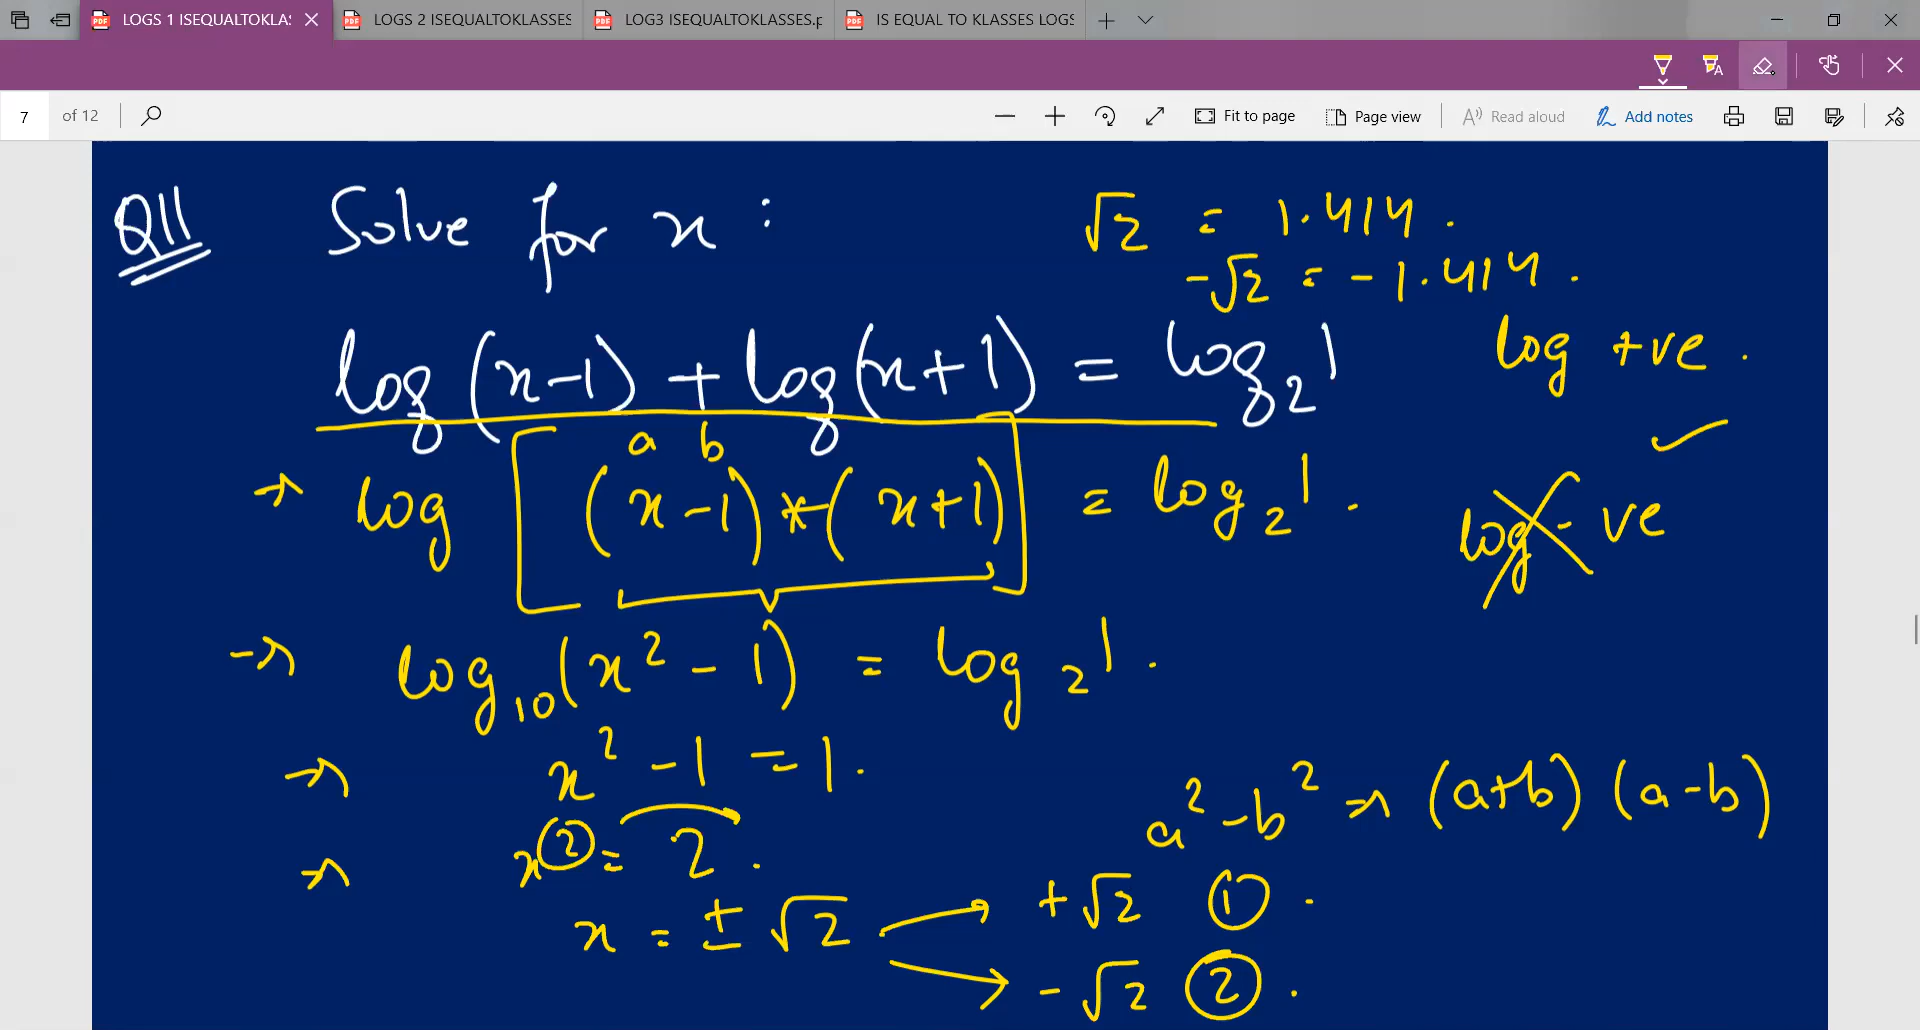 LOGS 1 ISEQUALTOKLAS LOGS 2 ISEQUALTOKLASSES LOG3 ISEQUALTOKLASSES.p IS EQUAL TO KLASSES LOGS
7 of 12 Fit to page Page view Read aloud Add notes
Q11 Solve for x :
√2 = 1.414.
-√2 = -1.414.
log (x-1) + log(x+1) = log₂1
log +ve.
a b
→ log [(x-1)*(x+1)] = log₂1.
log -ve
→ log₁₀(x²-1) = log₂1.
→ x²-1 = 1.
a²-b² ⇒ (a+b)(a-b)
→ x² = 2.
x = ±√2
+√2 ①.
-√2 ②.